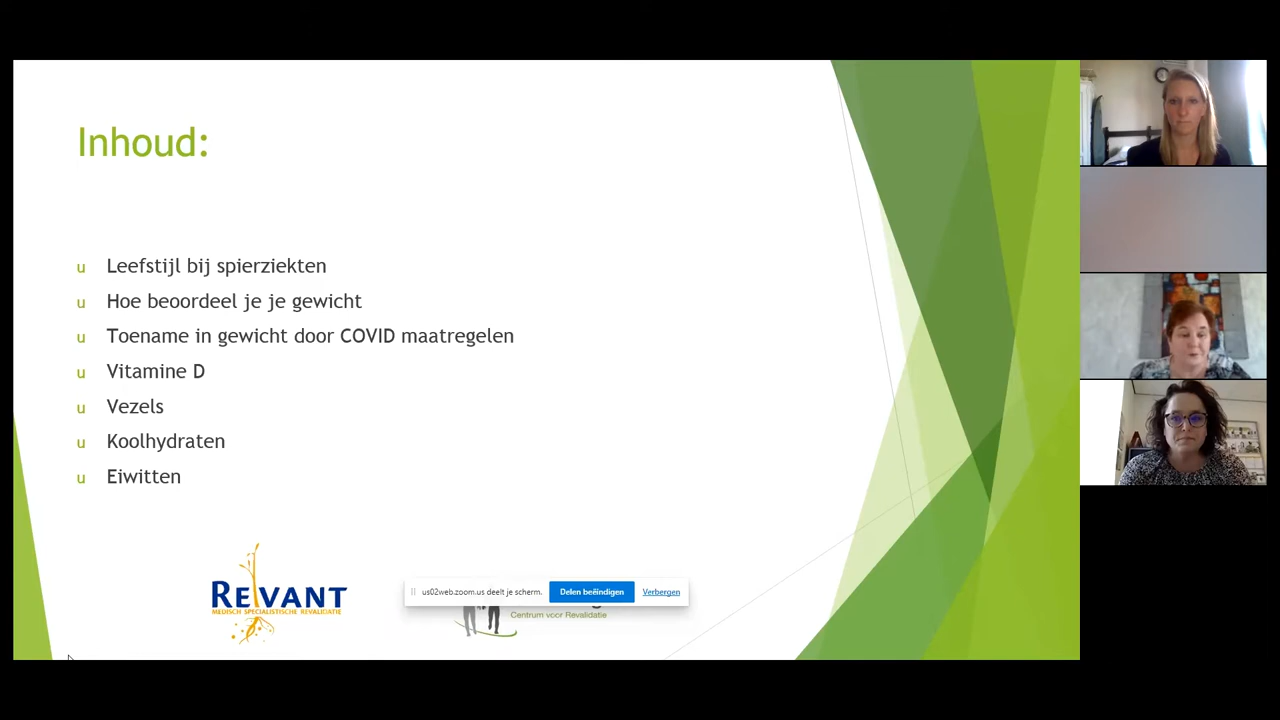 Inhoud:
u Leefstijl bij spierziekten
u Hoe beoordeel je je gewicht
u Toename in gewicht door COVID maatregelen
u Vitamine D
u Vezels
u Koolhydraten
u Eiwitten
REVANT
MEDISCH SPECIALISTISCHE REVALIDATIE
us02web.zoom.us deelt je scherm. Delen beëindigen Verbergen
Centrum voor Revalidatie